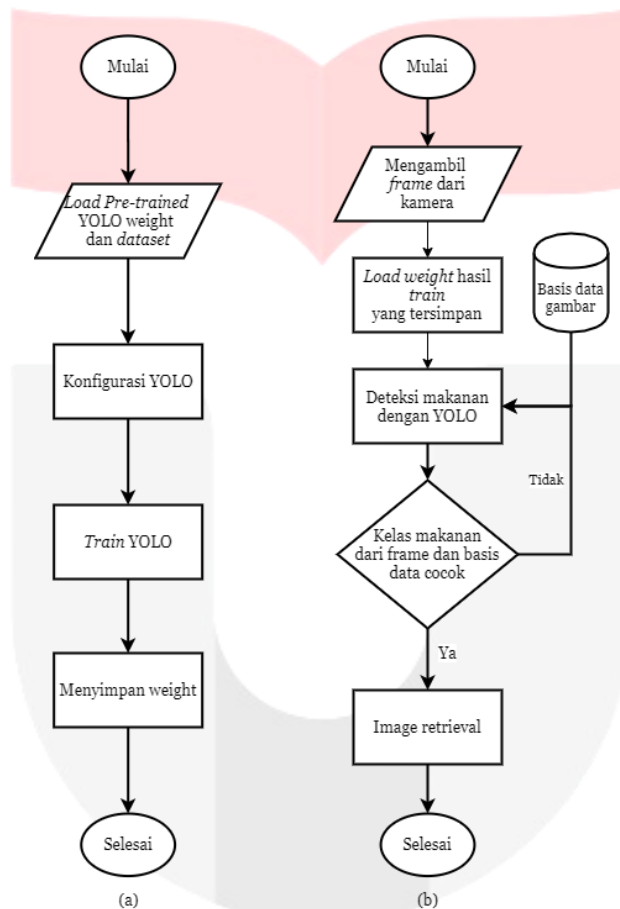 Mulai
Load Pre-trained
YOLO weight
dan dataset
Konfigurasi YOLO
Train YOLO
Menyimpan weight
Selesai
(a)
Mulai
Mengambil
frame dari
kamera
Load weight hasil
train
yang tersimpan
Basis data
gambar
Deteksi makanan
dengan YOLO
Tidak
Kelas makanan
dari frame dan basis
data cocok
Ya
Image retrieval
Selesai
(b)